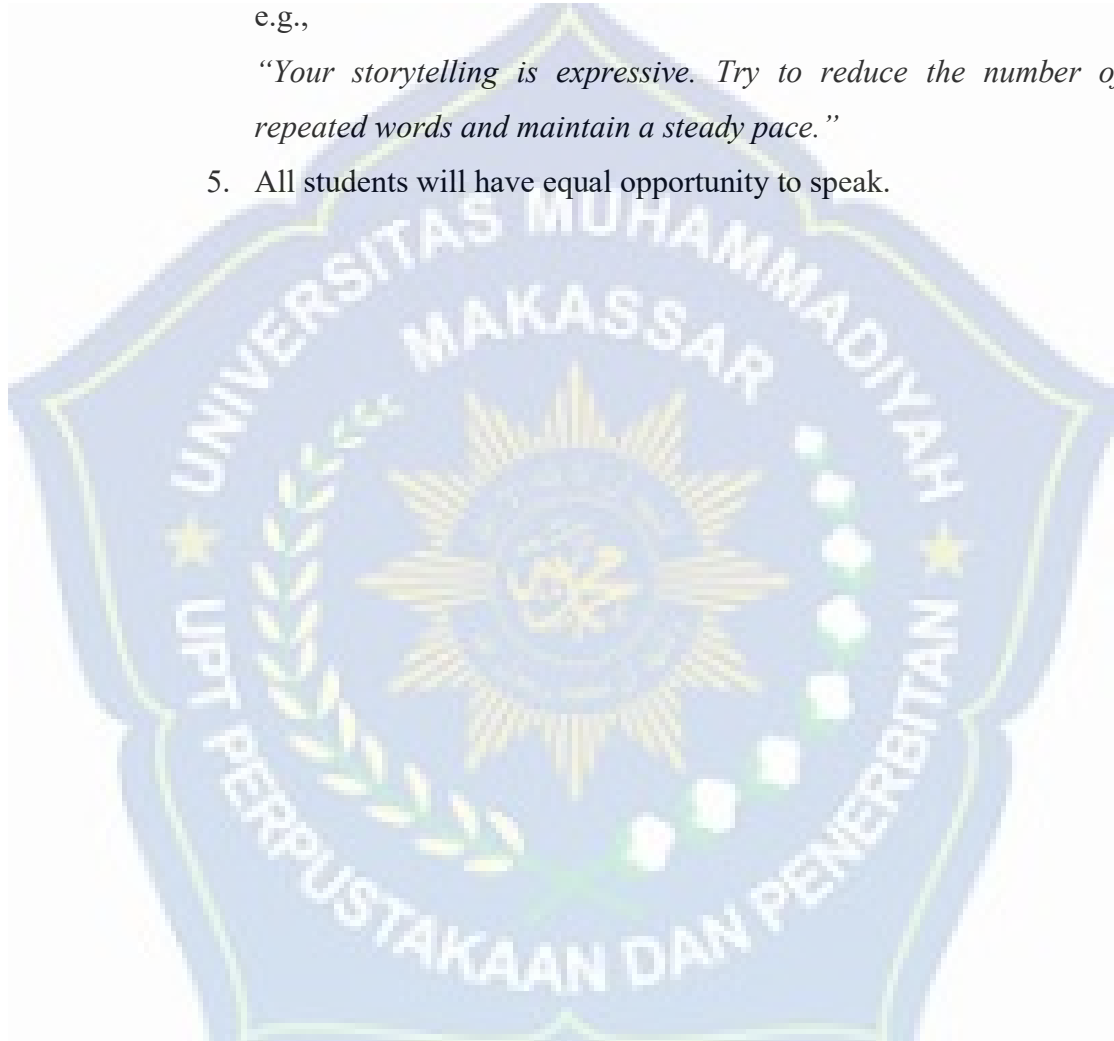 e.g.,
“Your storytelling is expressive. Try to reduce the number of
repeated words and maintain a steady pace.”
5. All students will have equal opportunity to speak.
UNIVERSITAS MUHAMMADIYAH
MAKASSAR
UPT PERPUSTAKAAN DAN PENERBITAN